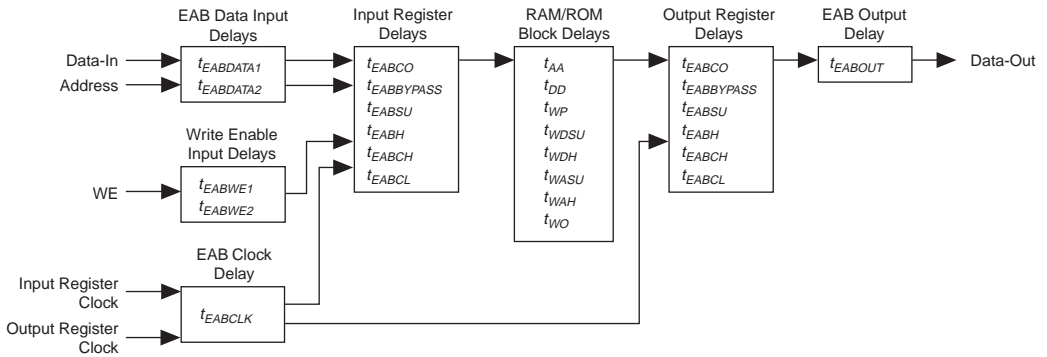 EAB Data Input
Delays
Input Register
Delays
RAM/ROM
Block Delays
Output Register
Delays
EAB Output
Delay
Data-In
Address
tEABDATA1
tEABDATA2
tEABCO
tEABBYPASS
tEABSU
tEABH
tEABCH
tEABCL
tAA
tDD
tWP
tWDSU
tWDH
tWASU
tWAH
tWO
tEABCO
tEABBYPASS
tEABSU
tEABH
tEABCH
tEABCL
tEABOUT
Data-Out
Write Enable
Input Delays
WE
tEABWE1
tEABWE2
EAB Clock
Delay
Input Register
Clock
Output Register
Clock
tEABCLK